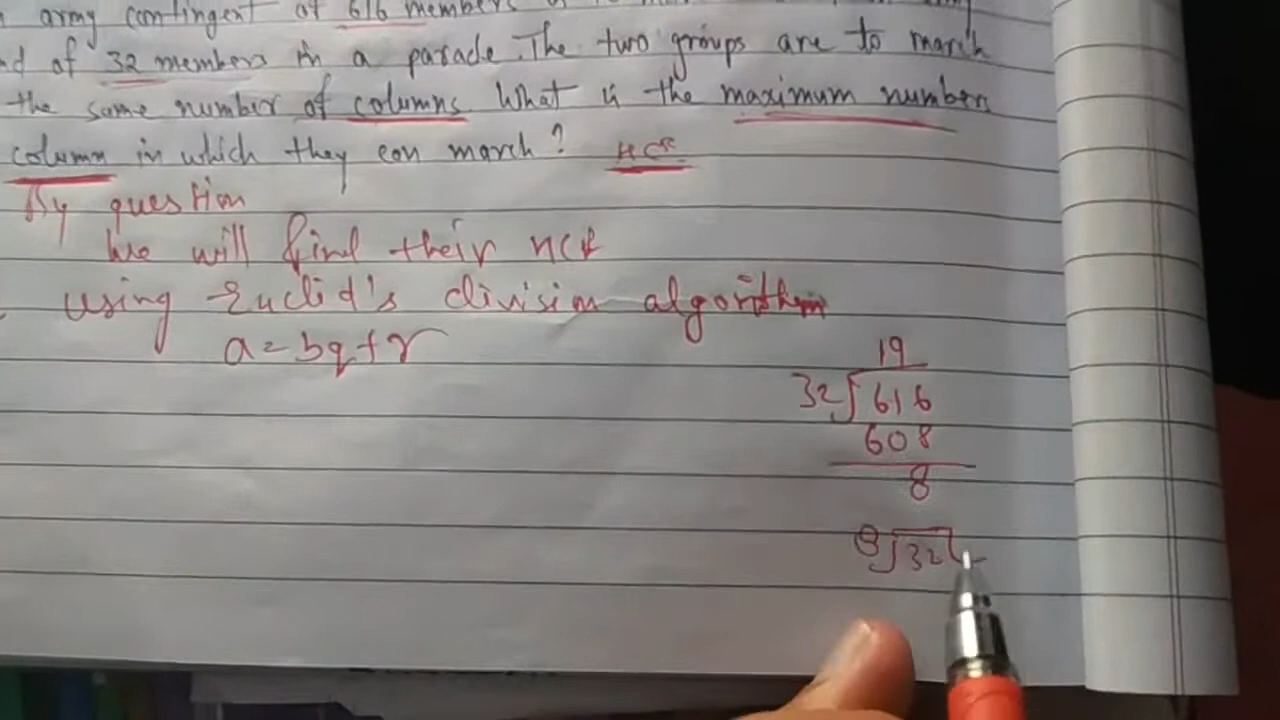 army contingent of 616 members
nd of 32 members in a parade. The two groups are to march
the same number of columns. What is the maximum number
column in which they can march? HCF
By question
We will find their HCF
using Euclid's division algorithm
a=bq+r
19
32 616
608
8
8 32